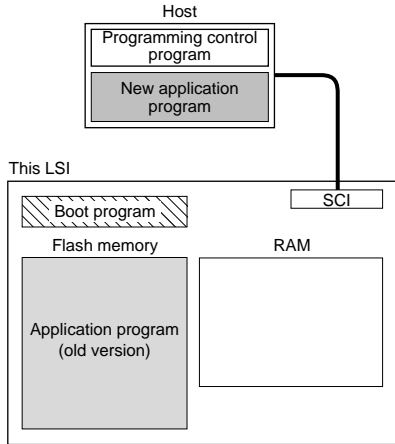 Host
Programming control
program
New application
program
This LSI
SCI
Boot program
Flash memory
RAM
Application program
(old version)